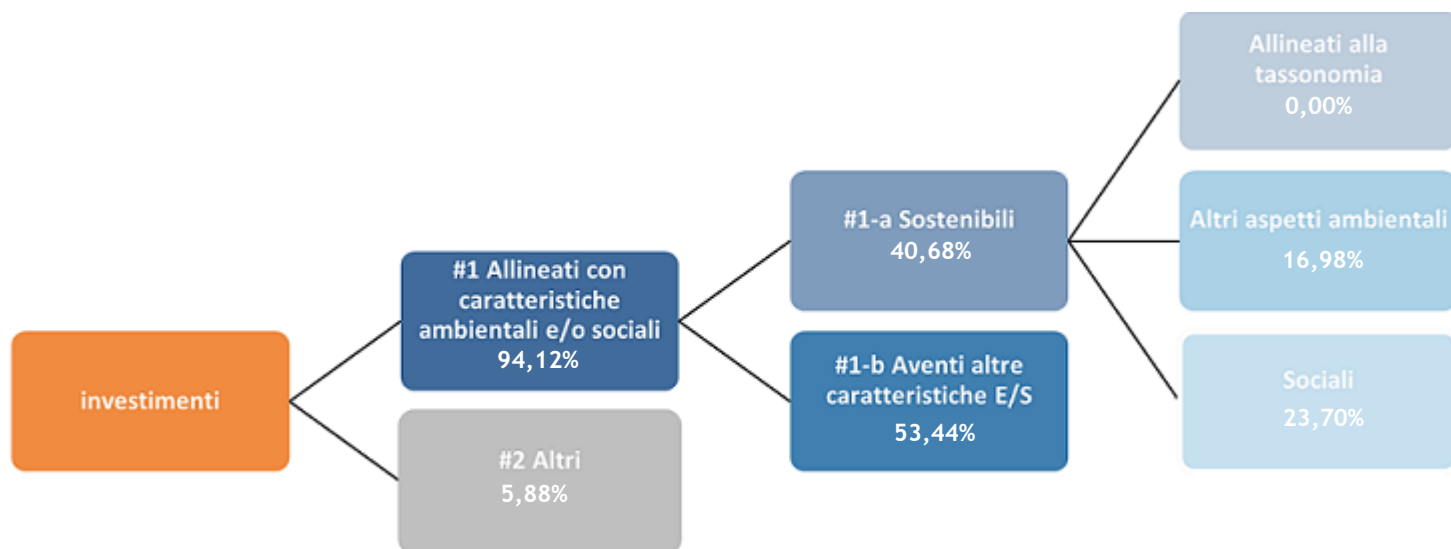 investimenti
#1 Allineati con
caratteristiche
ambientali e/o sociali
94,12%
#2 Altri
5,88%
#1-a Sostenibili
40,68%
#1-b Aventi altre
caratteristiche E/S
53,44%
Allineati alla
tassonomia
0,00%
Altri aspetti ambientali
16,98%
Sociali
23,70%